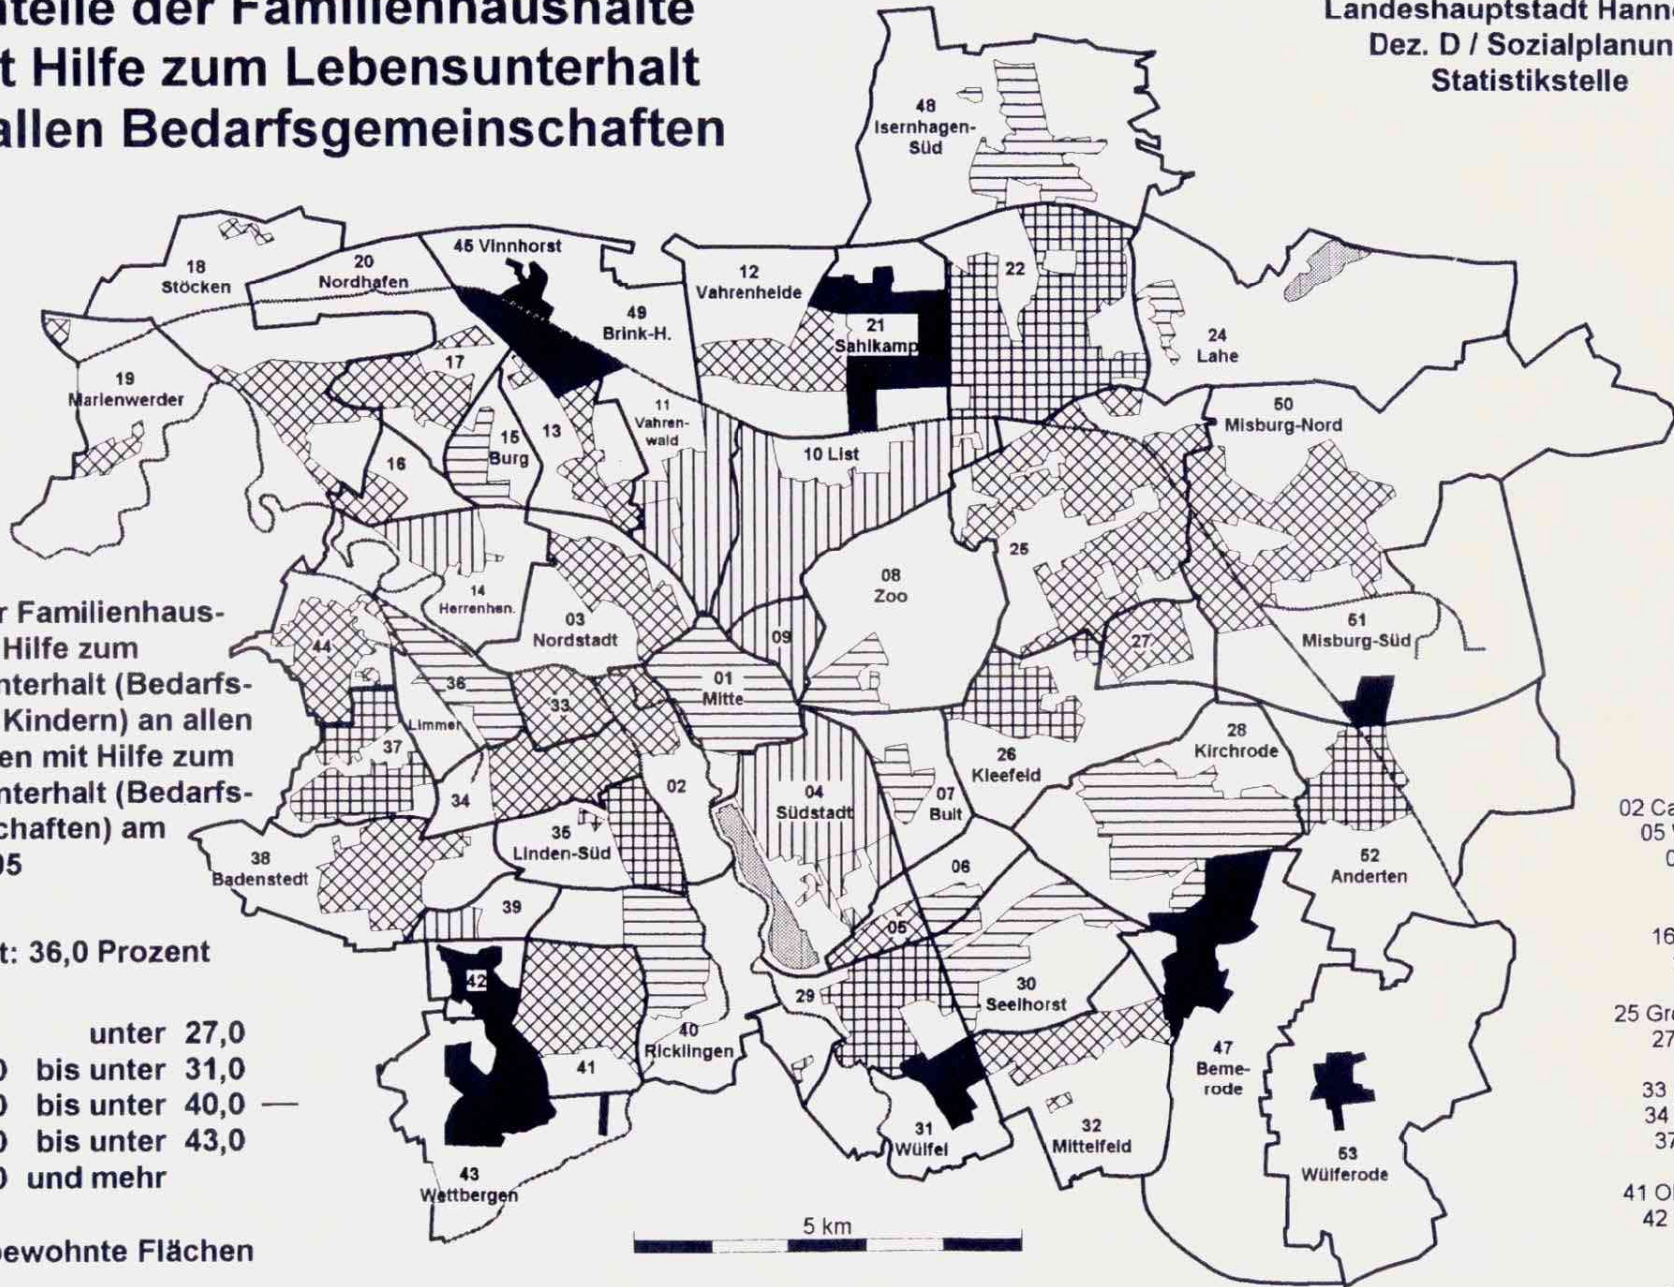 nteile der Familienhaushalte
t Hilfe zum Lebensunterhalt
allen Bedarfsgemeinschaften
Landeshauptstadt Hann
Dez. D / Sozialplanun
Statistikstelle
48
Isernhagen-
Süd
45 Vinnhorst
18
Stöcken
20
Nordhafen
12
Vahrenheide
22
49
Brink-H.
21
Sahlkamp
24
Lahe
17
19
Marienwerder
11
Vahren-
wald
50
Misburg-Nord
15
Burg
13
10 List
16
25
08
Zoo
14
Herrenhen.
03
Nordstadt
09
27
51
Misburg-Süd
44
01
Mitte
36
33
Limmer
37
28
Kirchrode
26
Kleefeld
02
34
04
Südstadt
07
Bult
35
Linden-Süd
38
Badenstedt
06
52
Anderten
39
05
42
29
30
Seelhorst
40
Ricklingen
41
47
Beme-
rode
31
Wülfel
32
Mittelfeld
53
Wülferode
43
Wettbergen
5 km
r Familienhaus-
Hilfe zum
nterhalt (Bedarfs-
Kindern) an allen
en mit Hilfe zum
nterhalt (Bedarfs-
chaften) am
95
t: 36,0 Prozent
unter 27,0
0 bis unter 31,0
0 bis unter 40,0 —
0 bis unter 43,0
0 und mehr
bewohnte Flächen
02 Ca
05
0
16
25 Gr
27
33
34
37
41 O
42